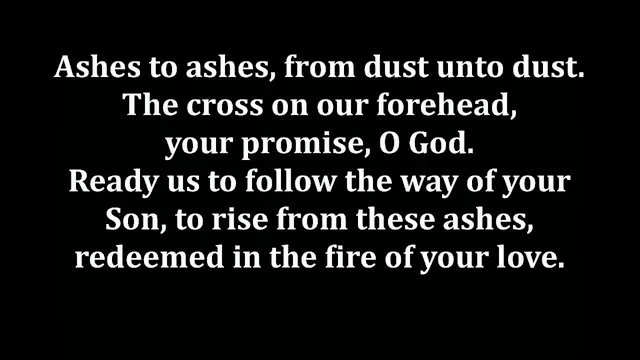 Ashes to ashes, from dust unto dust.
The cross on our forehead,
your promise, O God.
Ready us to follow the way of your
Son, to rise from these ashes,
redeemed in the fire of your love.